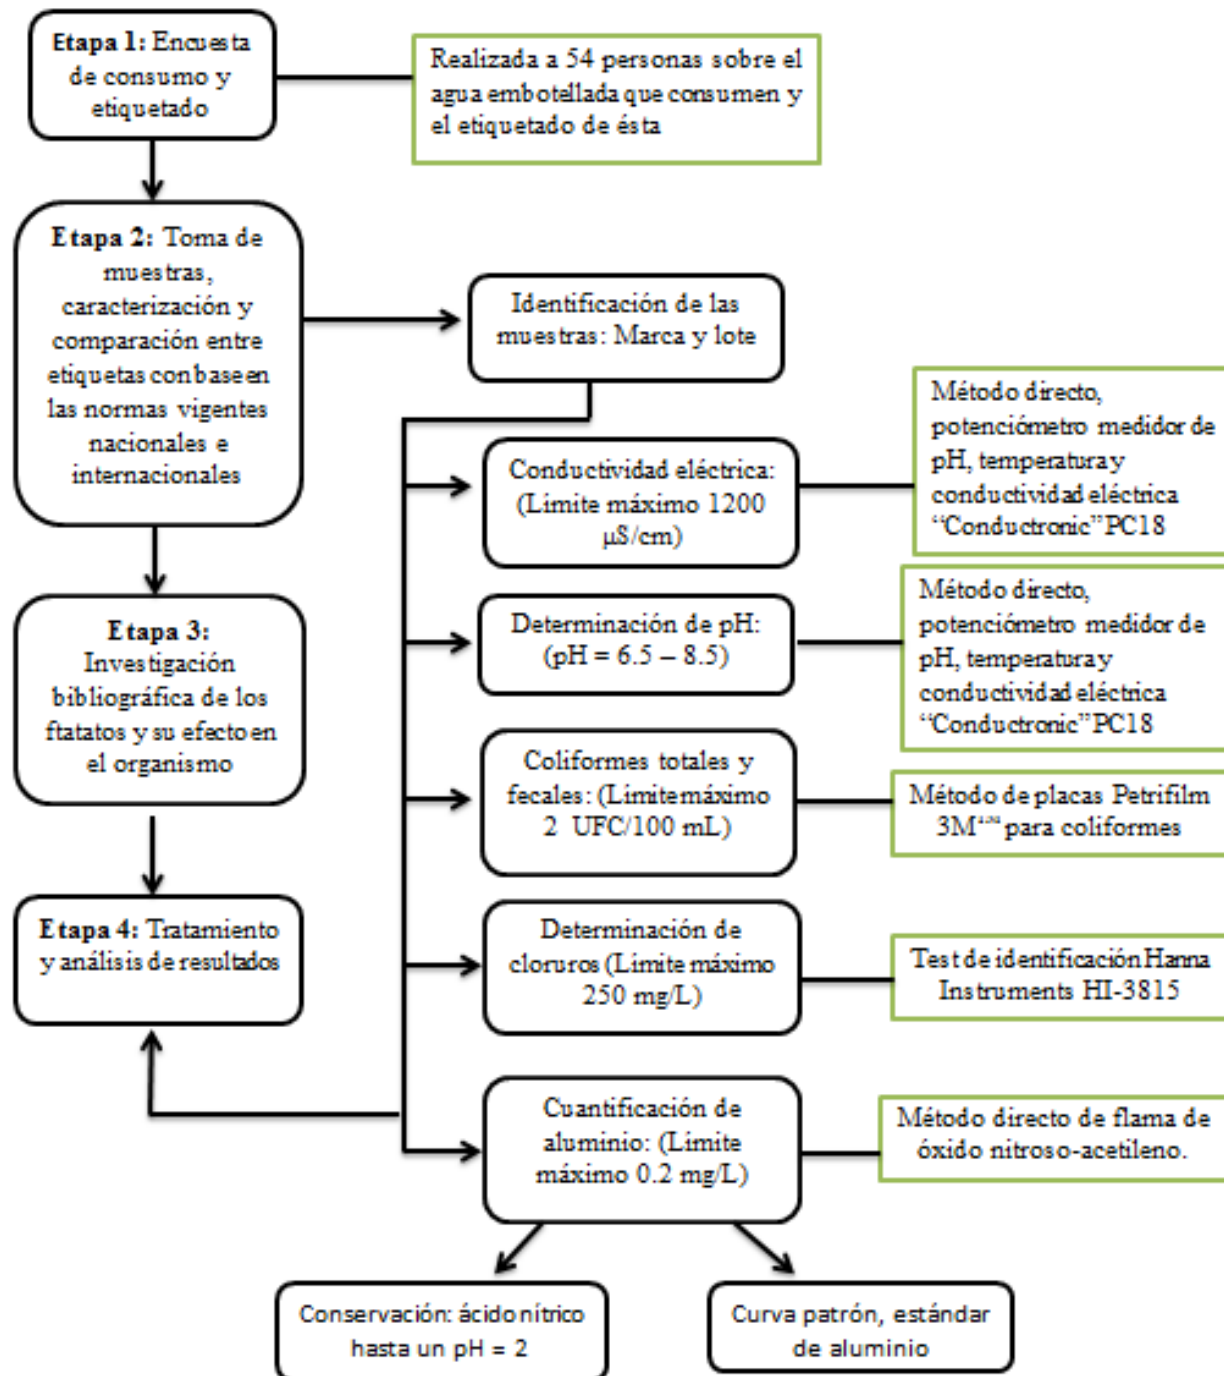 Etapa 1: Encuesta
de consumo y
etiquetado
Realizada a 54 personas sobre el
agua embotellada que consumen y
el etiquetado de ésta
Etapa 2: Toma de
muestras,
caracterización y
comparación entre
etiquetas con base en
las normas vigentes
nacionales e
internacionales
Identificación de las
muestras: Marca y lote
Conductividad eléctrica:
(Límite máximo 1200
µS/cm)
Método directo,
potenciómetro medidor de
pH, temperatura y
conductividad eléctrica
“Conductronic” PC18
Etapa 3:
Investigación
bibliográfica de los
ftatatos y su efecto en
el organismo
Determinación de pH:
(pH = 6.5 – 8.5)
Método directo,
potenciómetro medidor de
pH, temperatura y
conductividad eléctrica
“Conductronic” PC18
Coliformes totales y
fecales: (Límite máximo
2 UFC/100 mL)
Método de placas Petrifilm
3M™ para coliformes
Etapa 4: Tratamiento
y análisis de resultados
Determinación de
cloruros (Límite máximo
250 mg/L)
Test de identificación Hanna
Instruments HI-3815
Cuantificación de
aluminio: (Límite
máximo 0.2 mg/L)
Método directo de flama de
óxido nitroso-acetileno.
Conservación: ácido nítrico
hasta un pH = 2
Curva patrón, estándar
de aluminio